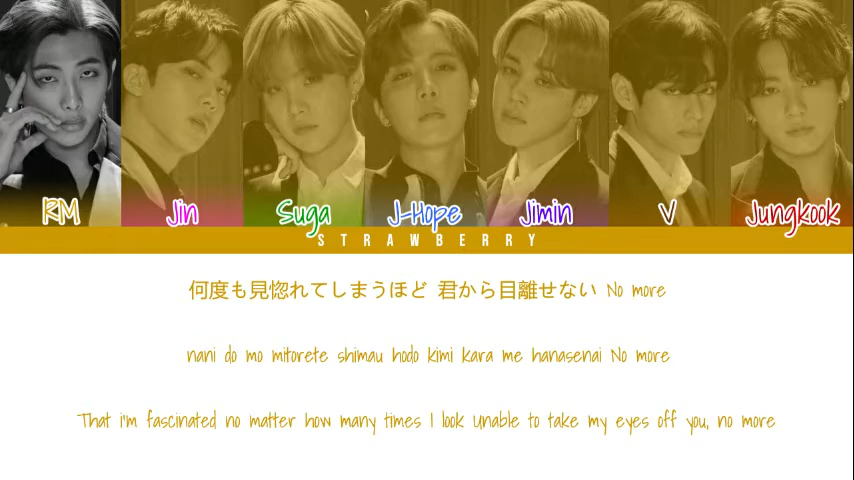 RM Jin Suga J-Hope Jimin V Jungkook
STRAWBERRY
何度も見惚れてしまうほど 君から目離せない No more
nani do mo mitorete shimau hodo kimi kara me hanasenai No more
That i'm fascinated no matter how many times I look Unable to take my eyes off you, no more